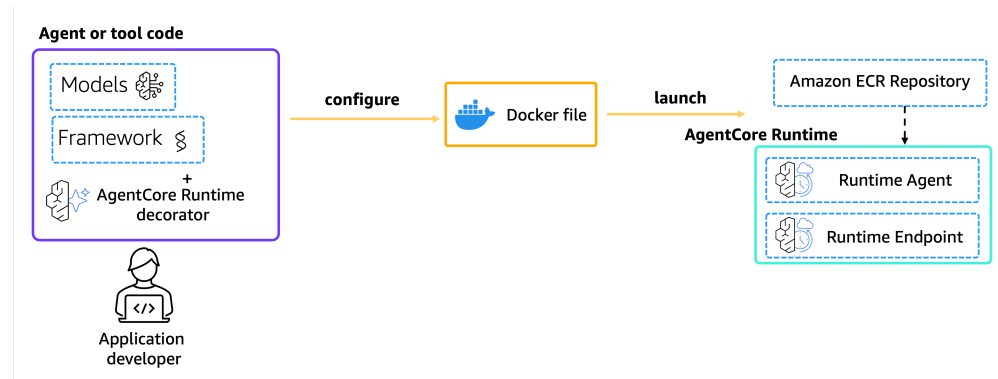 Agent or tool code
Models
Framework
+
AgentCore Runtime
decorator
Application
developer
configure
Docker file
launch
Amazon ECR Repository
AgentCore Runtime
Runtime Agent
Runtime Endpoint